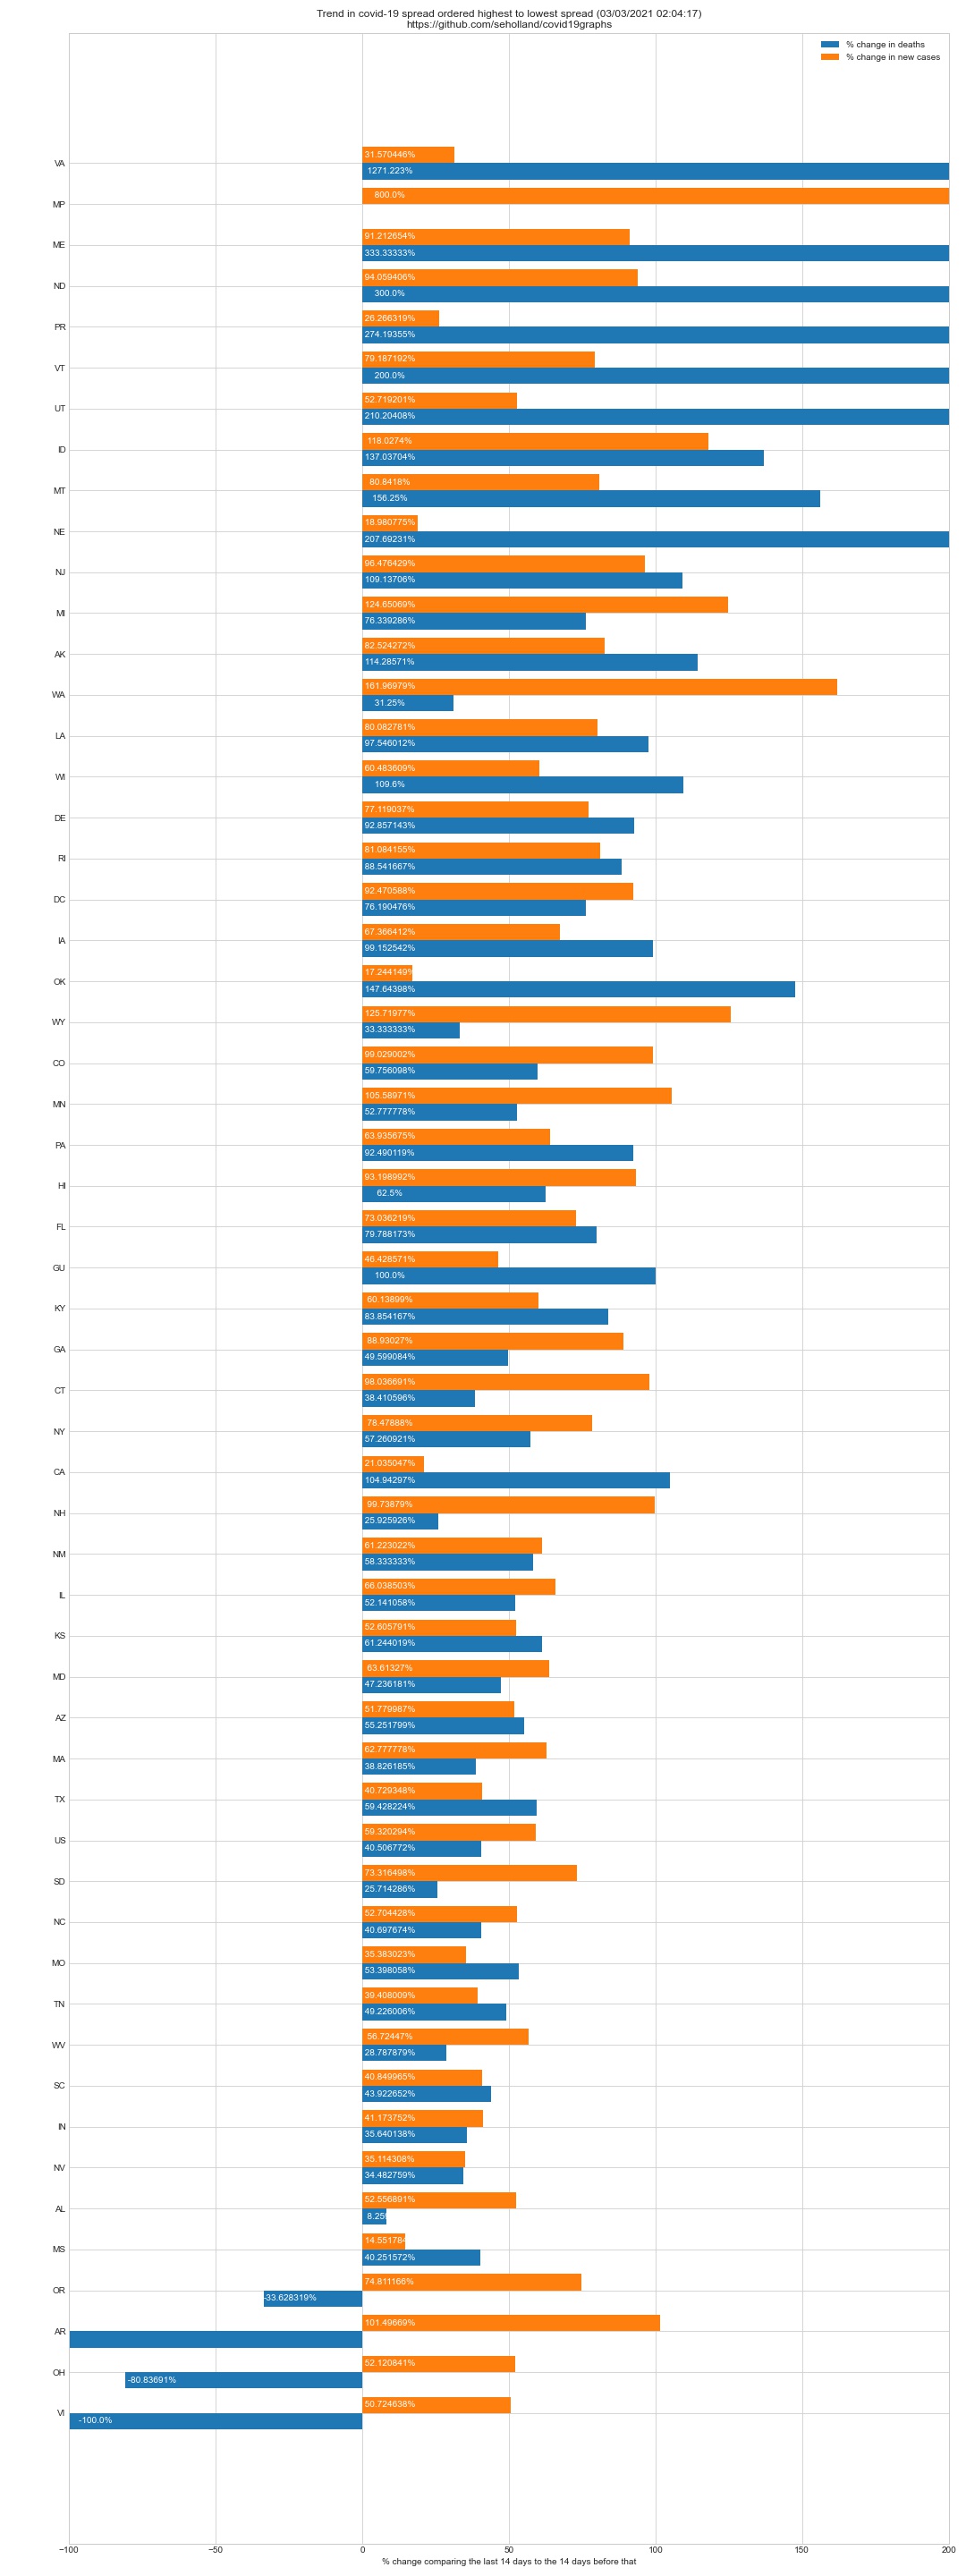 Trend in covid-19 spread ordered highest to lowest spread (03/03/2021 02:04:17)
https://github.com/seholland/covid19graphs
% change in deaths
% change in new cases
31.570446%
VA
1271.223%
800.0%
MP
91.212654%
ME
333.33333%
94.059406%
ND
300.0%
26.266319%
PR
274.19355%
79.187192%
VT
200.0%
52.719201%
UT
210.20408%
118.0274%
ID
137.03704%
80.8418%
MT
156.25%
18.980775%
NE
207.69231%
96.476429%
NJ
109.13706%
124.65069%
MI
76.339286%
82.524272%
AK
114.28571%
161.96979%
WA
31.25%
80.082781%
LA
97.546012%
60.483609%
WI
109.6%
77.119037%
DE
92.857143%
81.084155%
RI
88.541667%
92.470588%
DC
76.190476%
67.366412%
IA
99.152542%
17.244149%
OK
147.64398%
125.71977%
WY
33.333333%
99.029002%
CO
59.756098%
105.58971%
MN
52.777778%
63.935675%
PA
92.490119%
93.198992%
HI
62.5%
73.036219%
FL
79.788173%
46.428571%
GU
100.0%
60.13899%
KY
83.854167%
88.93027%
GA
49.599084%
98.036691%
CT
38.410596%
78.47888%
NY
57.260921%
21.035047%
CA
104.94297%
99.73879%
NH
25.925926%
61.223022%
NM
58.333333%
66.038503%
IL
52.141058%
52.605791%
KS
61.244019%
63.61327%
MD
47.236181%
51.779987%
AZ
55.251799%
62.777778%
MA
38.826185%
40.729348%
TX
59.428224%
59.320294%
US
40.506772%
73.316498%
SD
25.714286%
52.704428%
NC
40.697674%
35.383023%
MO
53.398058%
39.408009%
TN
49.226006%
56.72447%
WV
28.787879%
40.849965%
SC
43.922652%
41.173752%
IN
35.640138%
35.114308%
NV
34.482759%
52.556891%
AL
8.25%
14.551784
MS
40.251572%
74.811166%
OR
-33.628319%
101.49669%
AR
52.120841%
OH
-80.83691%
50.724638%
VI
-100.0%
−100 −50 0 50 100 150 200
% change comparing the last 14 days to the 14 days before that